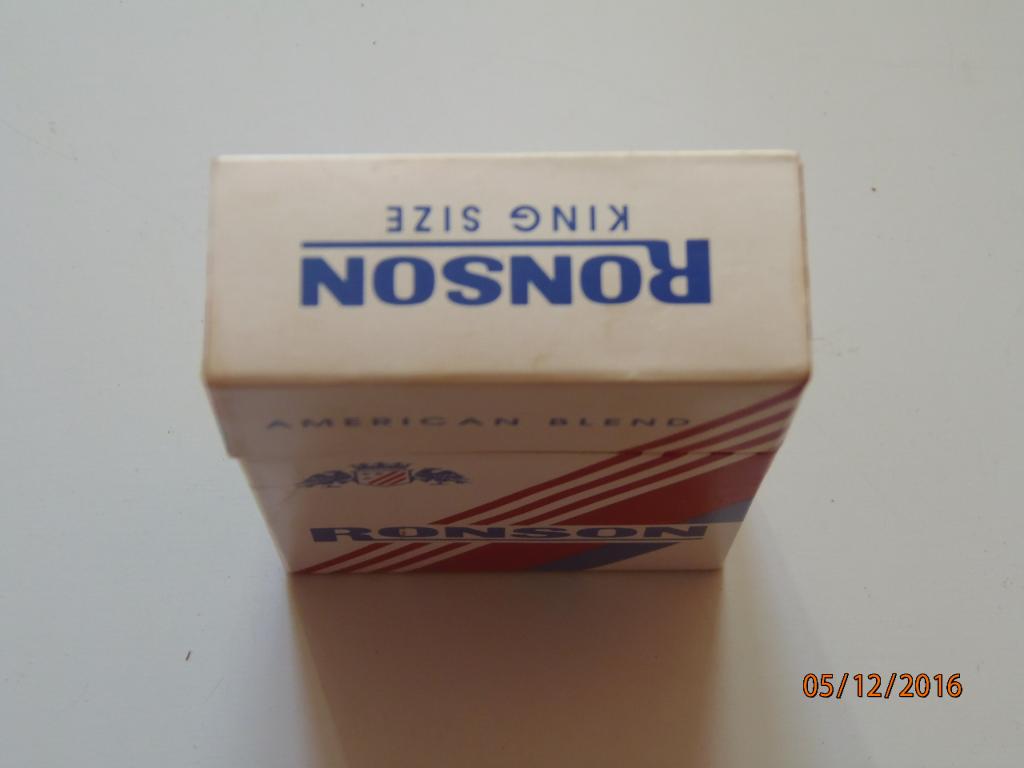 RONSON
KING SIZE
AMERICAN BLEND
RONSON
05/12/2016